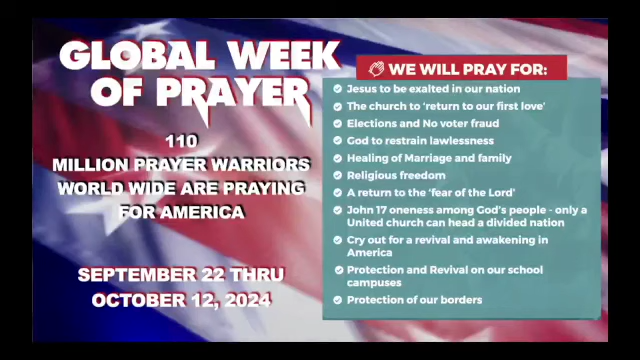 GLOBAL WEEK
OF PRAYER
110
MILLION PRAYER WARRIORS
WORLD WIDE ARE PRAYING
FOR AMERICA
SEPTEMBER 22 THRU
OCTOBER 12, 2024
WE WILL PRAY FOR:
Jesus to be exalted in our nation
The church to ‘return to our first love’
Elections and No voter fraud
God to restrain lawlessness
Healing of Marriage and family
Religious freedom
A return to the ‘fear of the Lord’
John 17 oneness among God's people - only a
United church can head a divided nation
Cry out for a revival and awakening in
America
Protection and Revival on our school
campuses
Protection of our borders